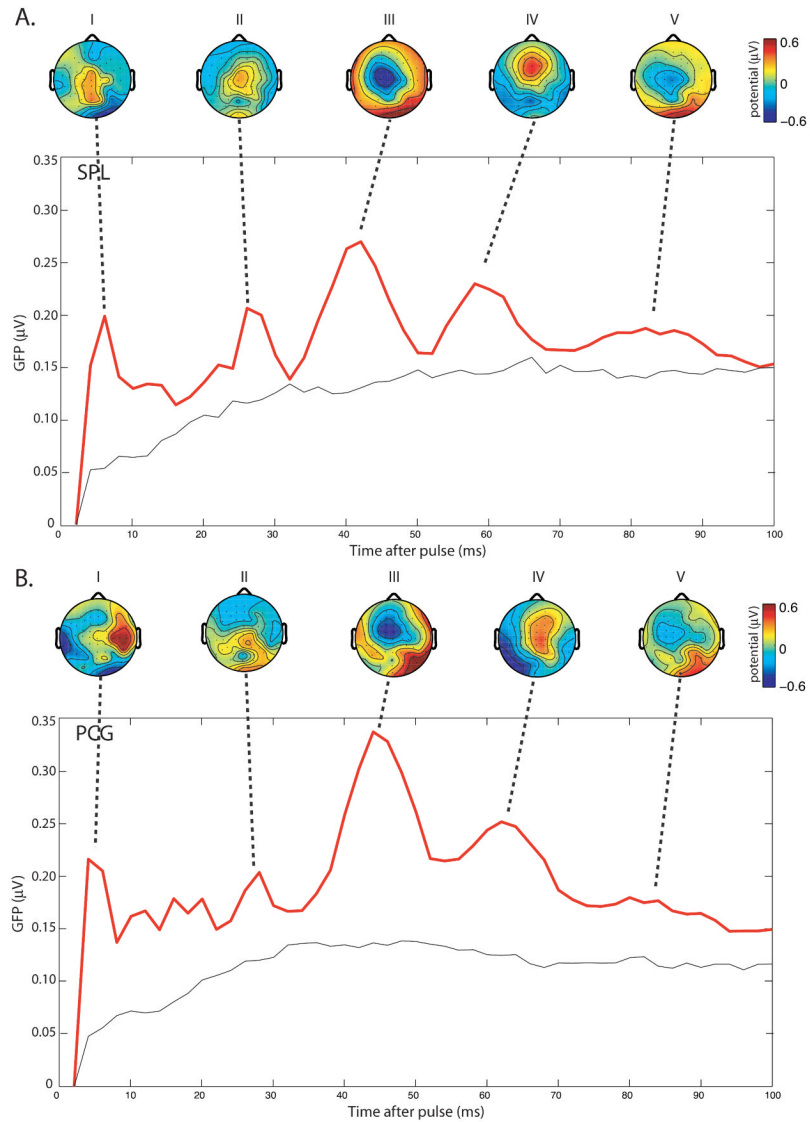 A.
I II III IV V
0.6
0
−0.6
potential (µV)
SPL
0.35
0.30
0.25
0.20
0.15
0.10
0.05
0
GFP (µV)
0 10 20 30 40 50 60 70 80 90 100
Time after pulse (ms)
B.
I II III IV V
0.6
0
−0.6
potential (µV)
PCG
0.35
0.30
0.25
0.20
0.15
0.10
0.05
0
GFP (µV)
0 10 20 30 40 50 60 70 80 90 100
Time after pulse (ms)